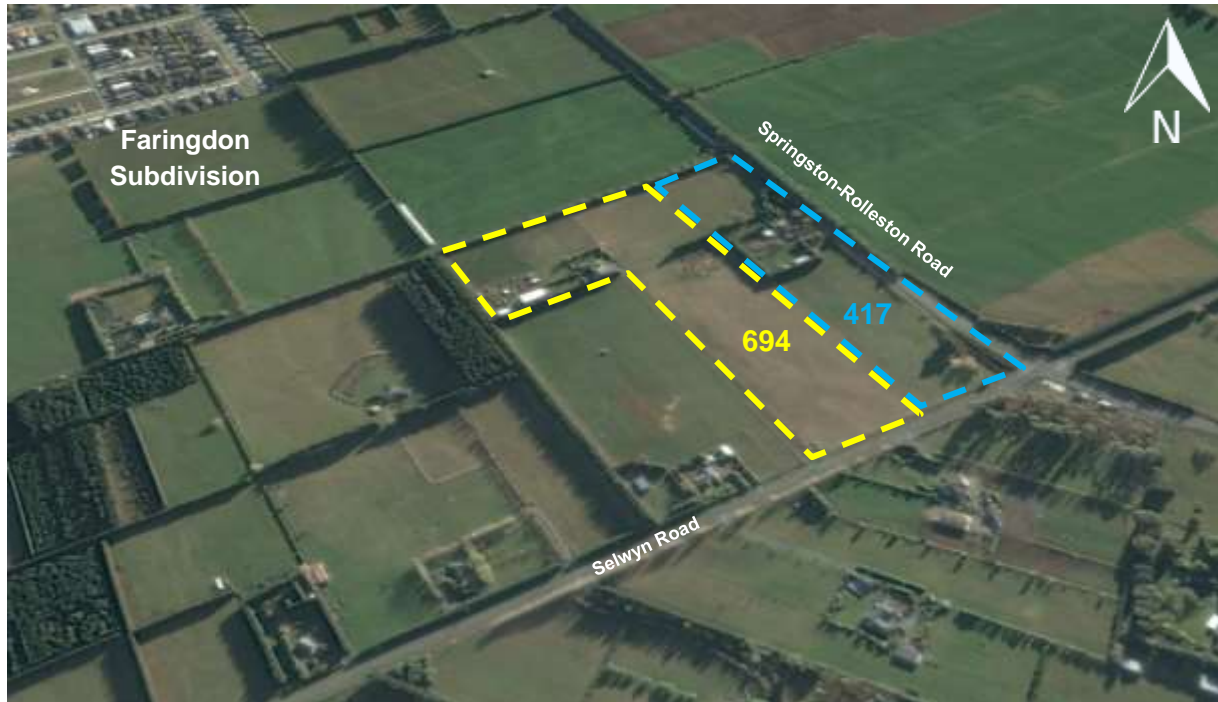 Faringdon
Subdivision
Springston-Rolleston Road
N
417
694
Selwyn Road